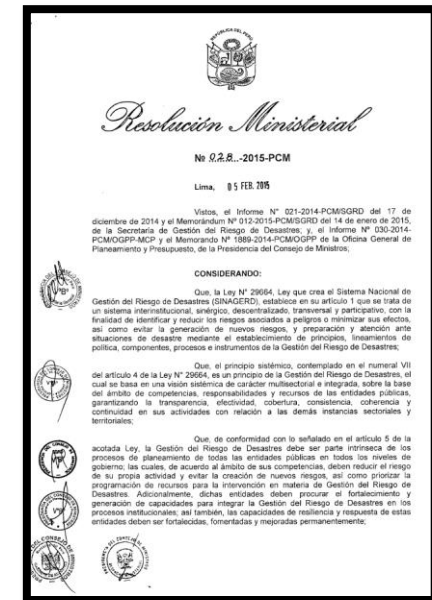 REPÚBLICA DEL PERÚ
Resolución Ministerial
Nº 028-2015-PCM
Lima, 05 FEB. 2015
Vistos, el Informe N° 021-2014-PCM/SGRD del 17 de
diciembre de 2014 y el Memorándum N° 012-2015-PCM/SGRD del 14 de enero de 2015,
de la Secretaría de Gestión del Riesgo de Desastres; y, el Informe N° 030-2014-
PCM/OGPP-MCP y el Memorando N° 1889-2014-PCM/OGPP de la Oficina General de
Planeamiento y Presupuesto, de la Presidencia del Consejo de Ministros;
CONSIDERANDO:
Que, la Ley N° 29664, Ley que crea el Sistema Nacional de
Gestión del Riesgo de Desastres (SINAGERD), establece en su artículo 1 que se trata de
un sistema interinstitucional, sinérgico, descentralizado, transversal y participativo, con la
finalidad de identificar y reducir los riesgos asociados a peligros o minimizar sus efectos,
así como evitar la generación de nuevos riesgos, y preparación y atención ante
situaciones de desastre mediante el establecimiento de principios, lineamientos de
política, componentes, procesos e instrumentos de la Gestión del Riesgo de Desastres;
Que, el principio sistémico, contemplado en el numeral VII
del artículo 4 de la Ley N° 29664, es un principio de la Gestión del Riesgo de Desastres, el
cual se basa en una visión sistémica de carácter multisectorial e integrada, sobre la base
del ámbito de competencias, responsabilidades y recursos de las entidades públicas,
garantizando la transparencia, efectividad, cobertura, consistencia, coherencia y
continuidad en sus actividades con relación a las demás instancias sectoriales y
territoriales;
Que, de conformidad con lo señalado en el artículo 5 de la
acotada Ley, la Gestión del Riesgo de Desastres debe ser parte intrínseca de los
procesos de planeamiento de todas las entidades públicas en todos los niveles de
gobierno; las cuales, de acuerdo al ámbito de sus competencias, deben reducir el riesgo
de su propia actividad y evitar la creación de nuevos riesgos, así como priorizar la
programación de recursos para la intervención en materia de Gestión del Riesgo de
Desastres. Adicionalmente, dichas entidades deben procurar el fortalecimiento y
generación de capacidades para integrar la Gestión del Riesgo de Desastres en los
procesos institucionales; así también, las capacidades de resiliencia y respuesta de estas
entidades deben ser fortalecidas, fomentadas y mejoradas permanentemente;